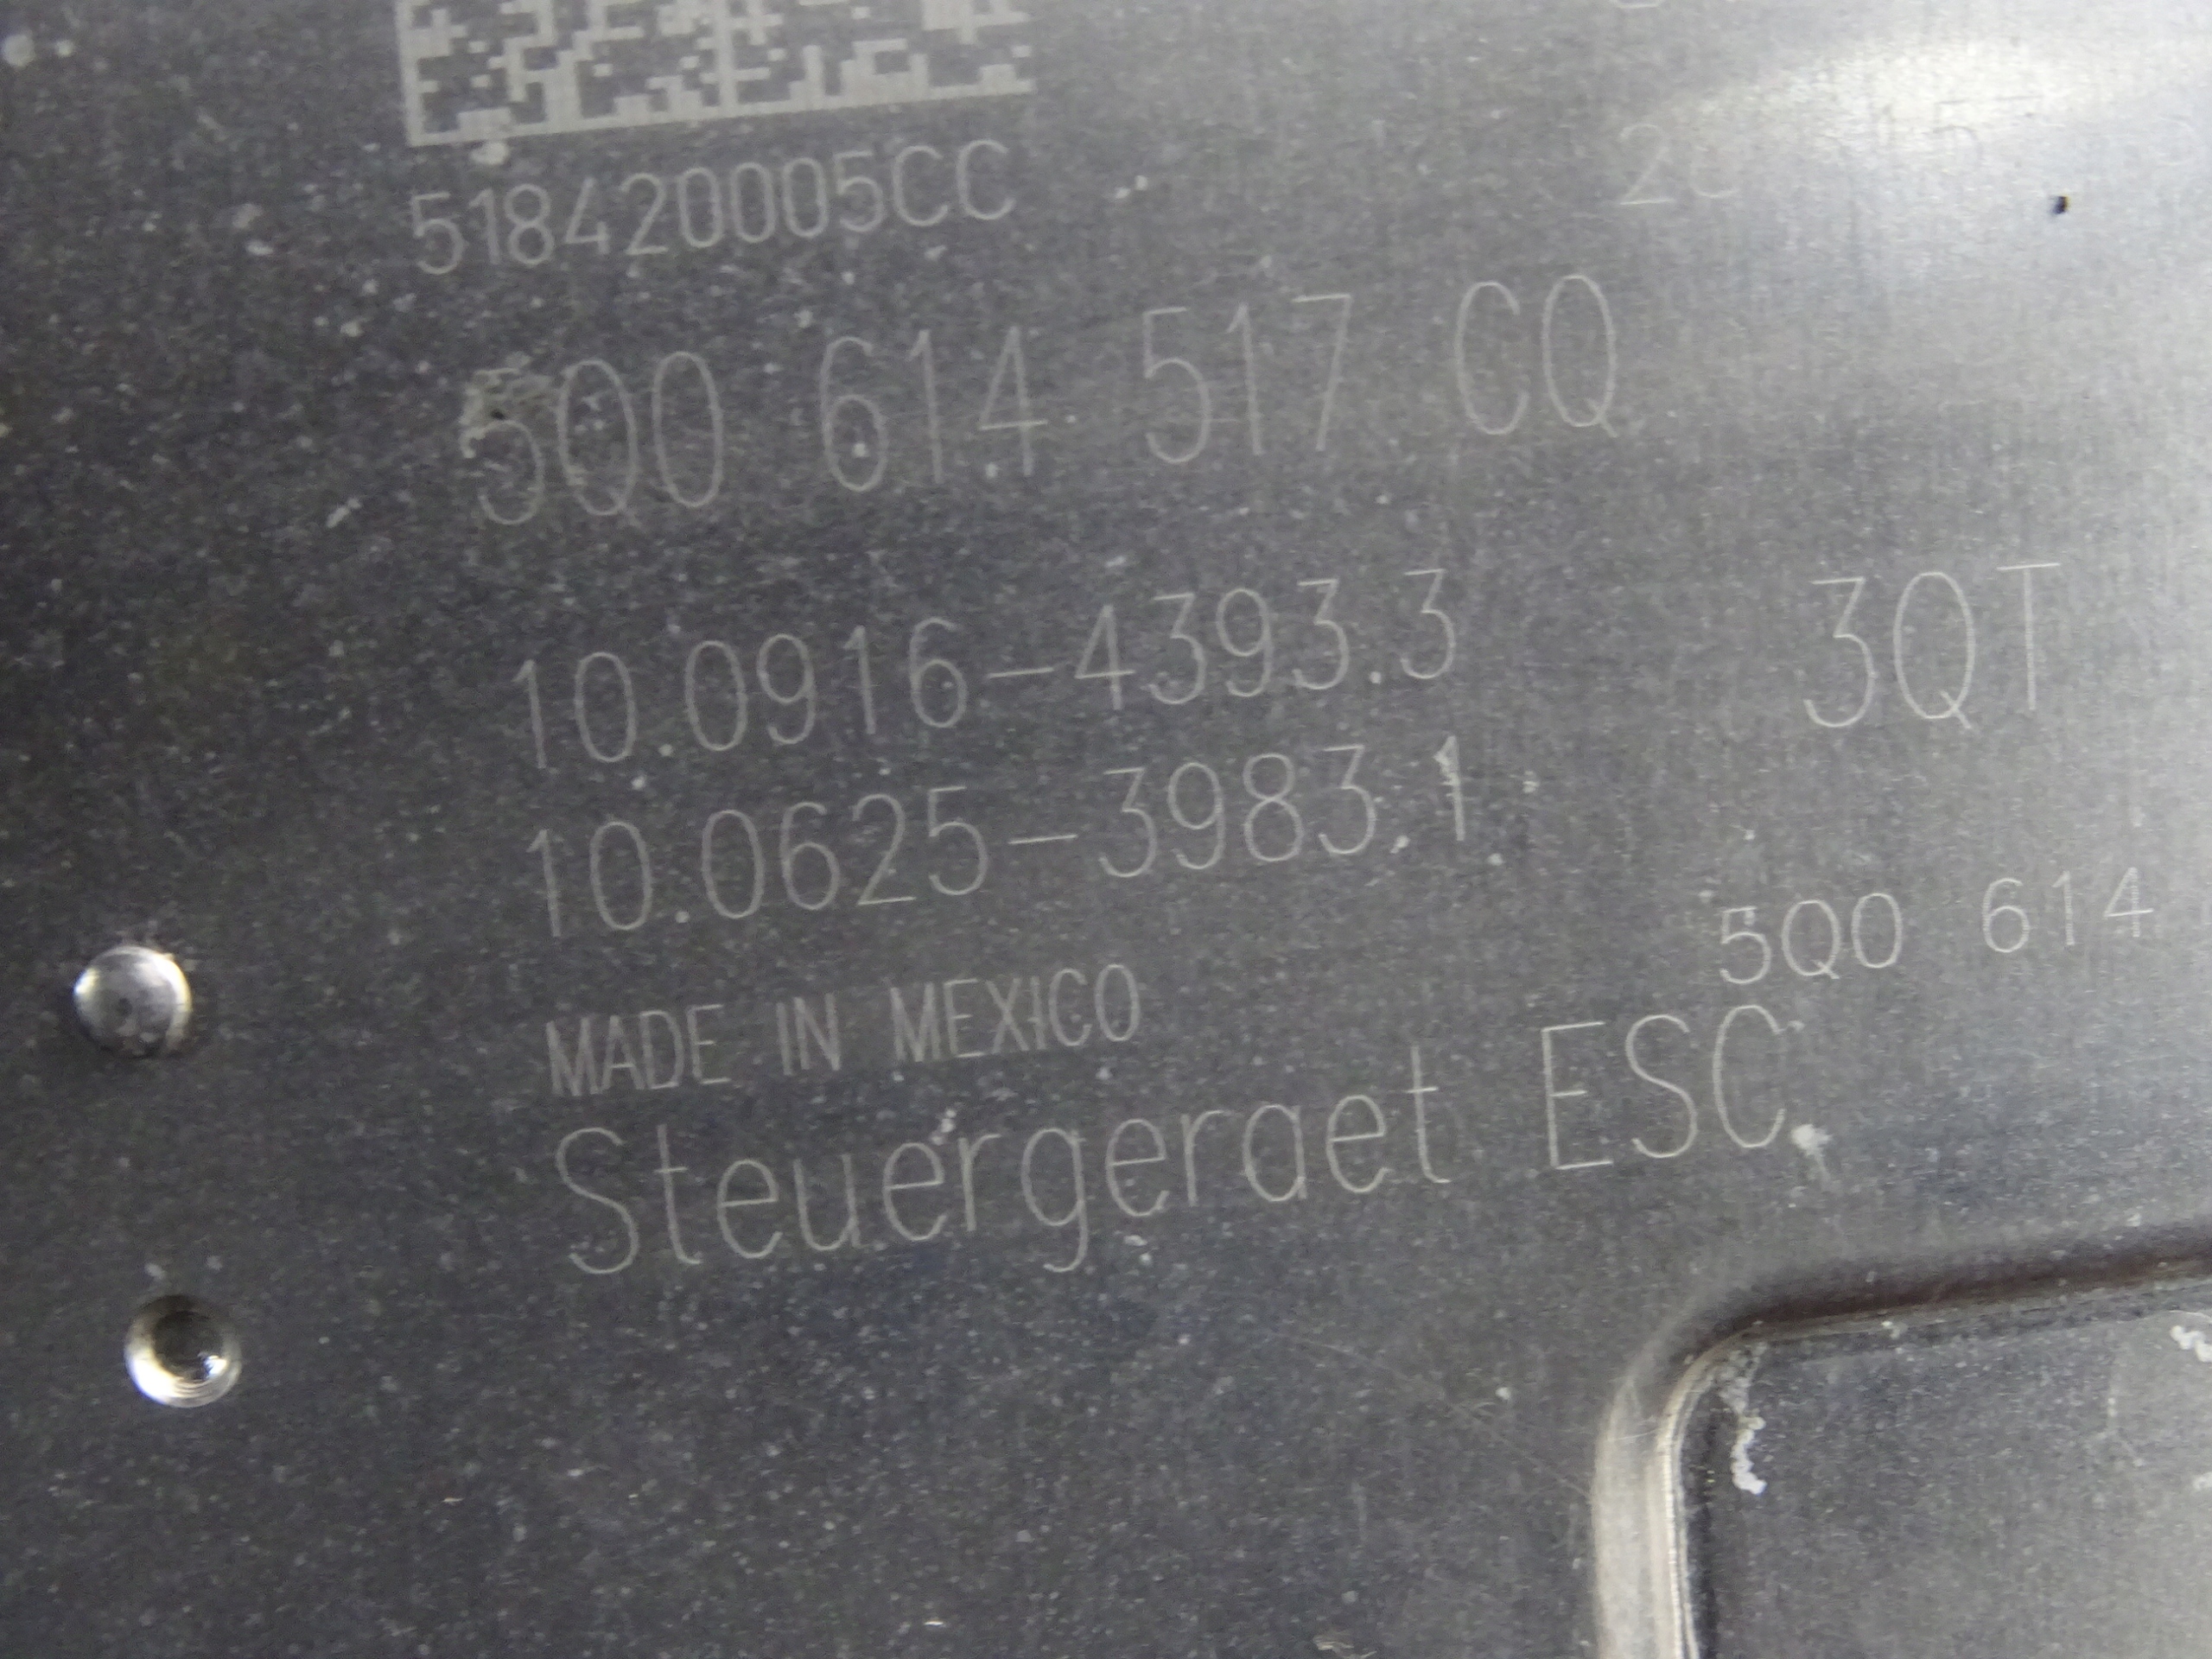 518420005CC
5Q0 614 517 CQ
10.0916-4393.3 3QT
10.0625-3983.1
5Q0 614
MADE IN MEXICO
Steuergeraet ESC